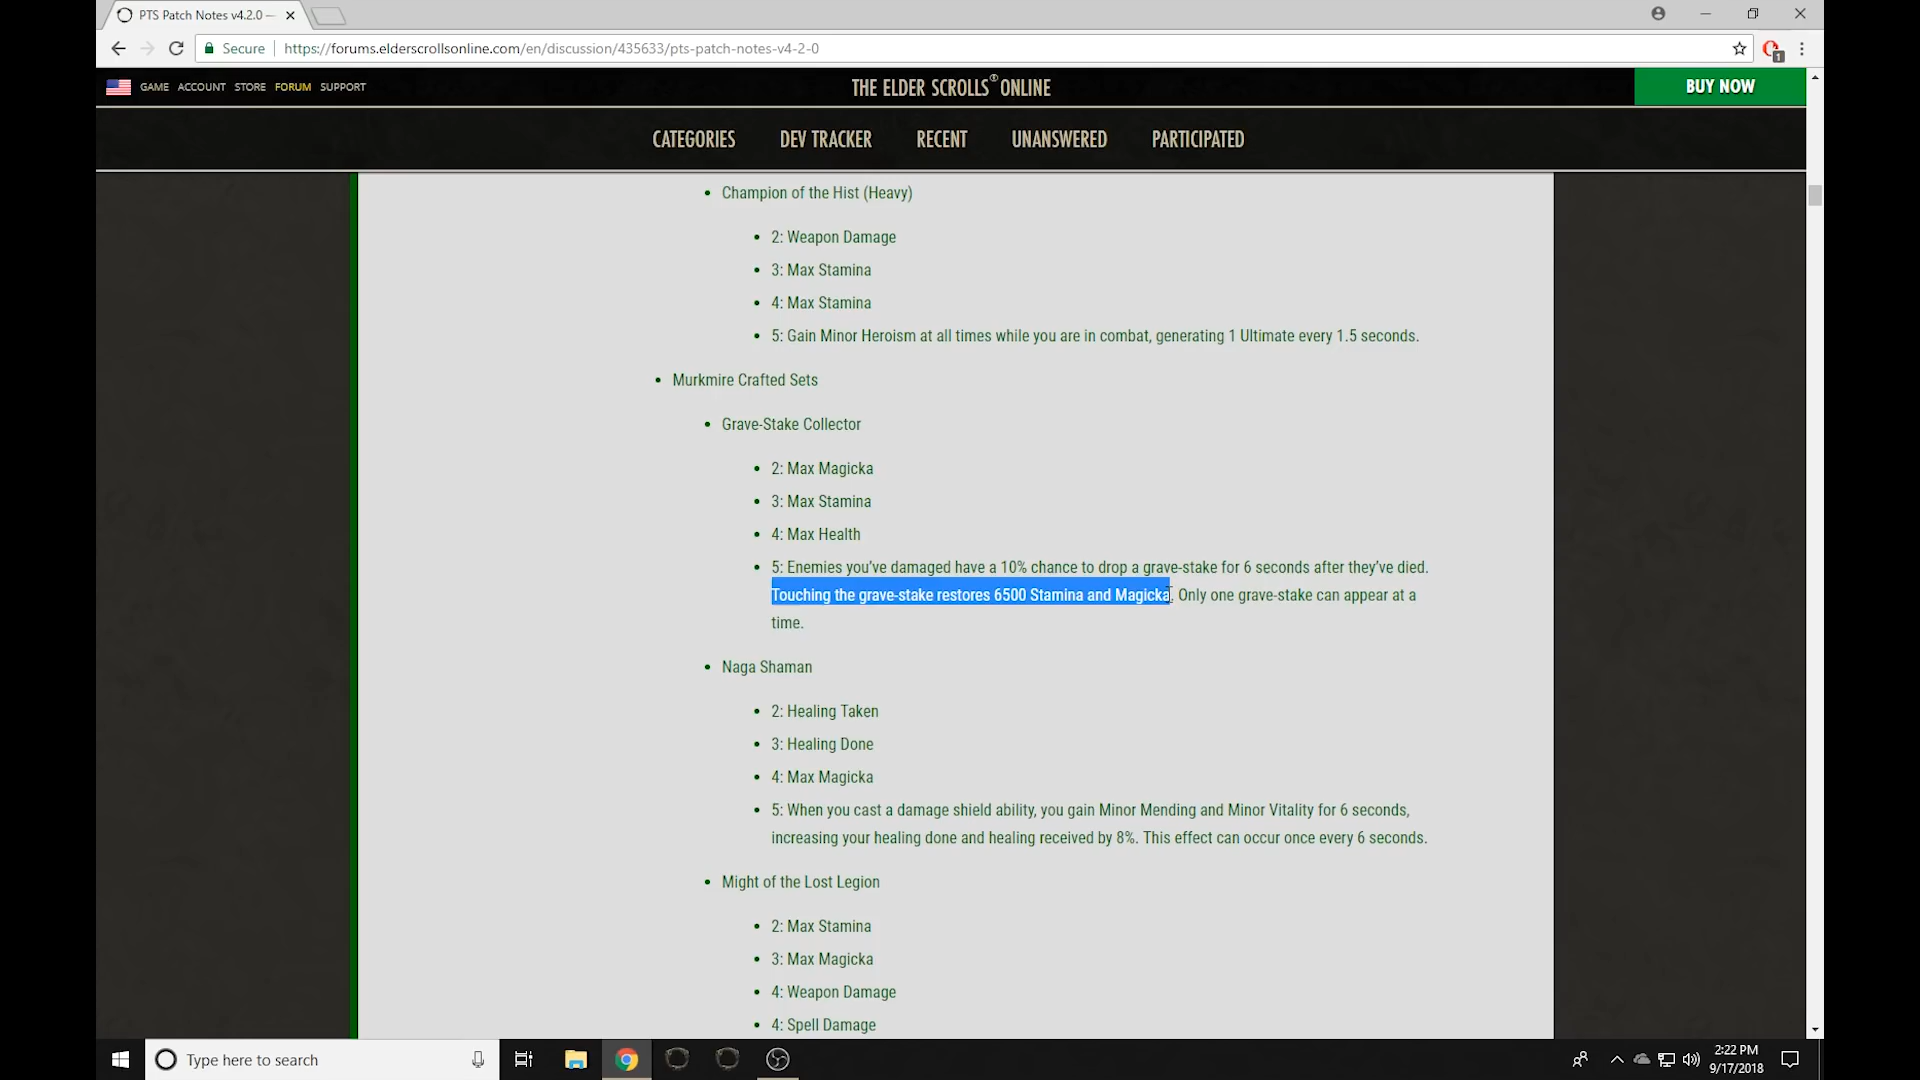 PTS Patch Notes v4.2.0 —
Secure
https://forums.elderscrollsonline.com/en/discussion/435633/pts-patch-notes-v4-2-0
1
GAME ACCOUNT STORE FORUM SUPPORT
THE ELDER SCROLLS® ONLINE
BUY NOW
CATEGORIES DEV TRACKER RECENT UNANSWERED PARTICIPATED
• Champion of the Hist (Heavy)
• 2: Weapon Damage
• 3: Max Stamina
• 4: Max Stamina
• 5: Gain Minor Heroism at all times while you are in combat, generating 1 Ultimate every 1.5 seconds.
• Murkmire Crafted Sets
• Grave-Stake Collector
• 2: Max Magicka
• 3: Max Stamina
• 4: Max Health
• 5: Enemies you've damaged have a 10% chance to drop a grave-stake for 6 seconds after they've died.
Touching the grave-stake restores 6500 Stamina and Magicka. Only one grave-stake can appear at a
time.
• Naga Shaman
• 2: Healing Taken
• 3: Healing Done
• 4: Max Magicka
• 5: When you cast a damage shield ability, you gain Minor Mending and Minor Vitality for 6 seconds,
increasing your healing done and healing received by 8%. This effect can occur once every 6 seconds.
• Might of the Lost Legion
• 2: Max Stamina
• 3: Max Magicka
• 4: Weapon Damage
• 4: Spell Damage
Type here to search
2:22 PM
9/17/2018